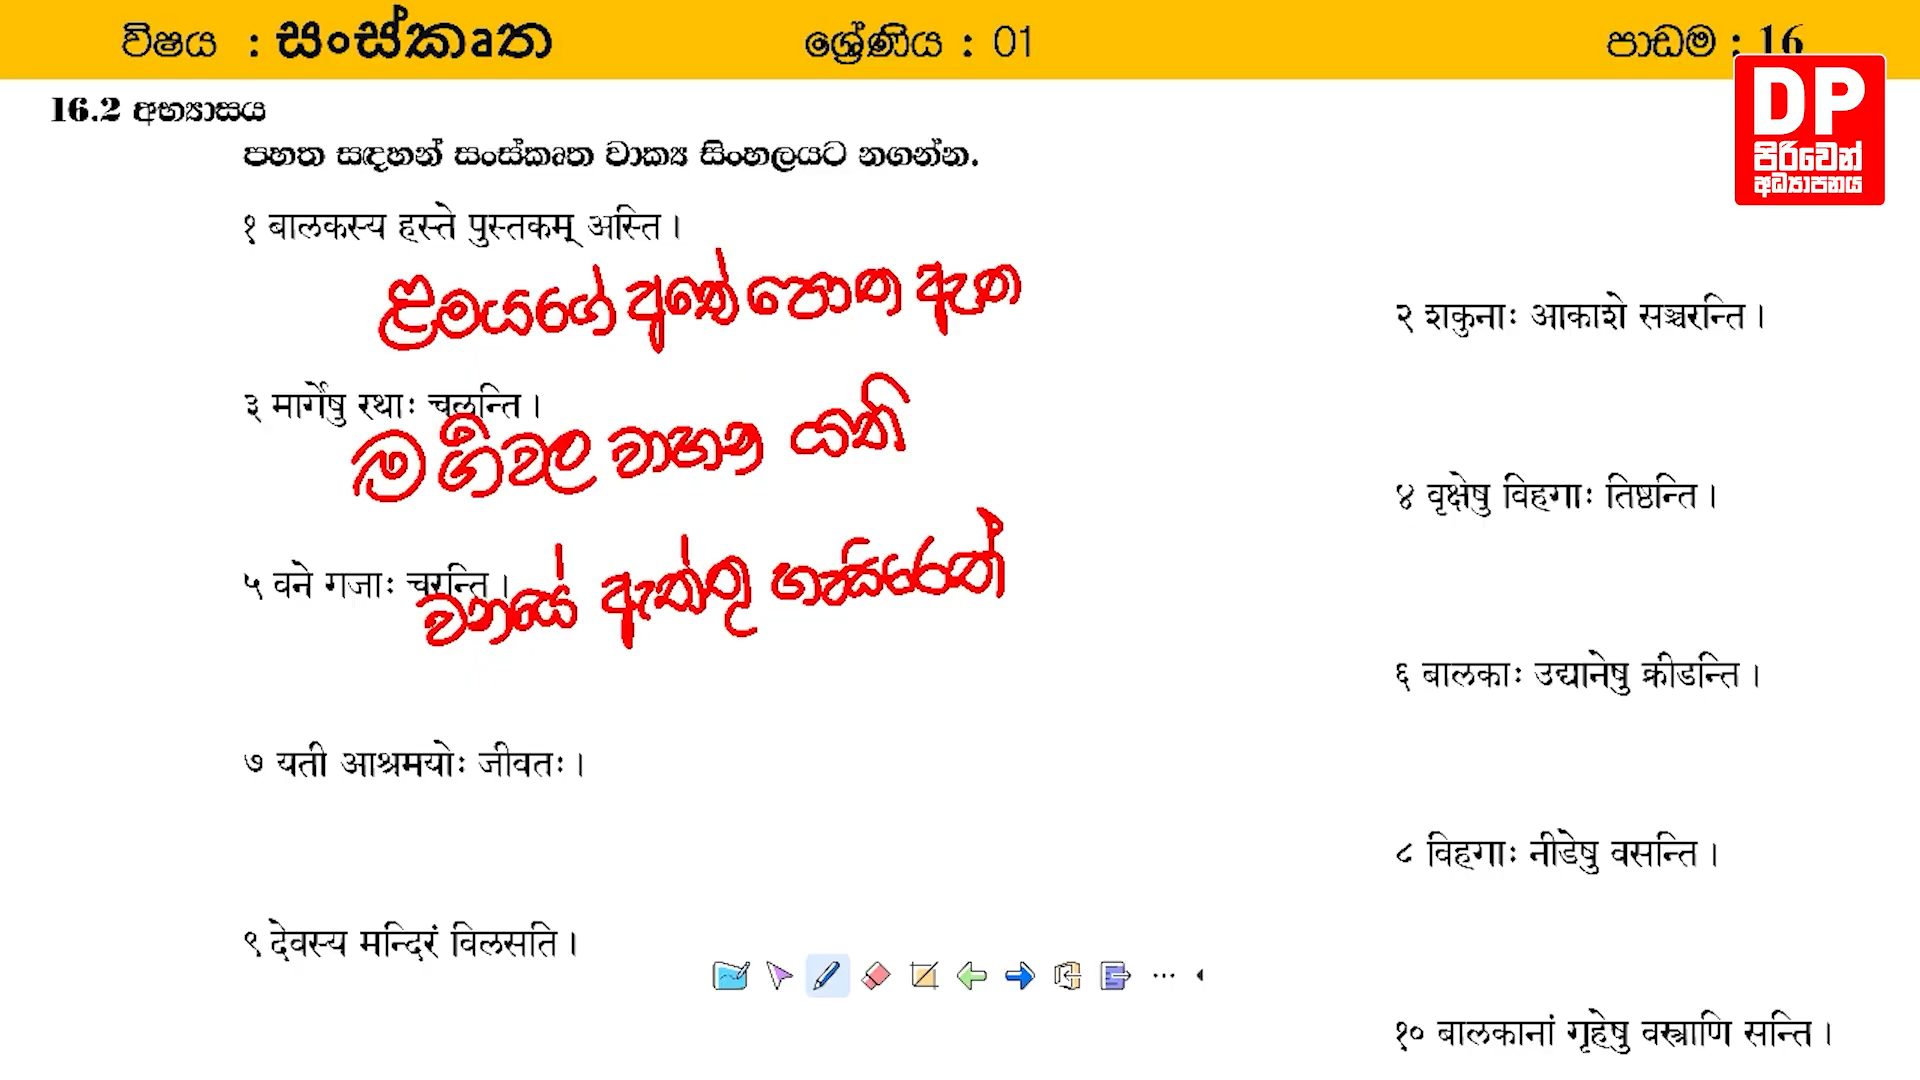 විෂය : සංස්කෘත ශ්‍රේණිය : 01 පාඩම : 16
DP
පිරිවෙන්
අධ්‍යාපනය
16.2 අභ්‍යාසය
පහත සඳහන් සංස්කෘත වාක්‍ය සිංහලයට නගන්න.
१ बालकस्य हस्ते पुस्तकम् अस्ति ।
ළමයාගේ අතේ පොත ඇත
२ शकुनाः आकाशे सञ्चरन्ति ।
३ मार्गेषु रथाः चलन्ति ।
මංගිවල වාහන යති
४ वृक्षेषु विहगाः तिष्ठन्ति ।
५ वने गजाः चरन्ति ।
වනයේ ඇත්තු හැසිරෙත්
६ बालकाः उद्यानेषु क्रीडन्ति ।
७ यती आश्रमयोः जीवतः ।
८ विहगाः नीडेषु वसन्ति ।
९ देवस्य मन्दिरं विलसति ।
१० बालकानां गृहेषु वस्त्राणि सन्ति ।